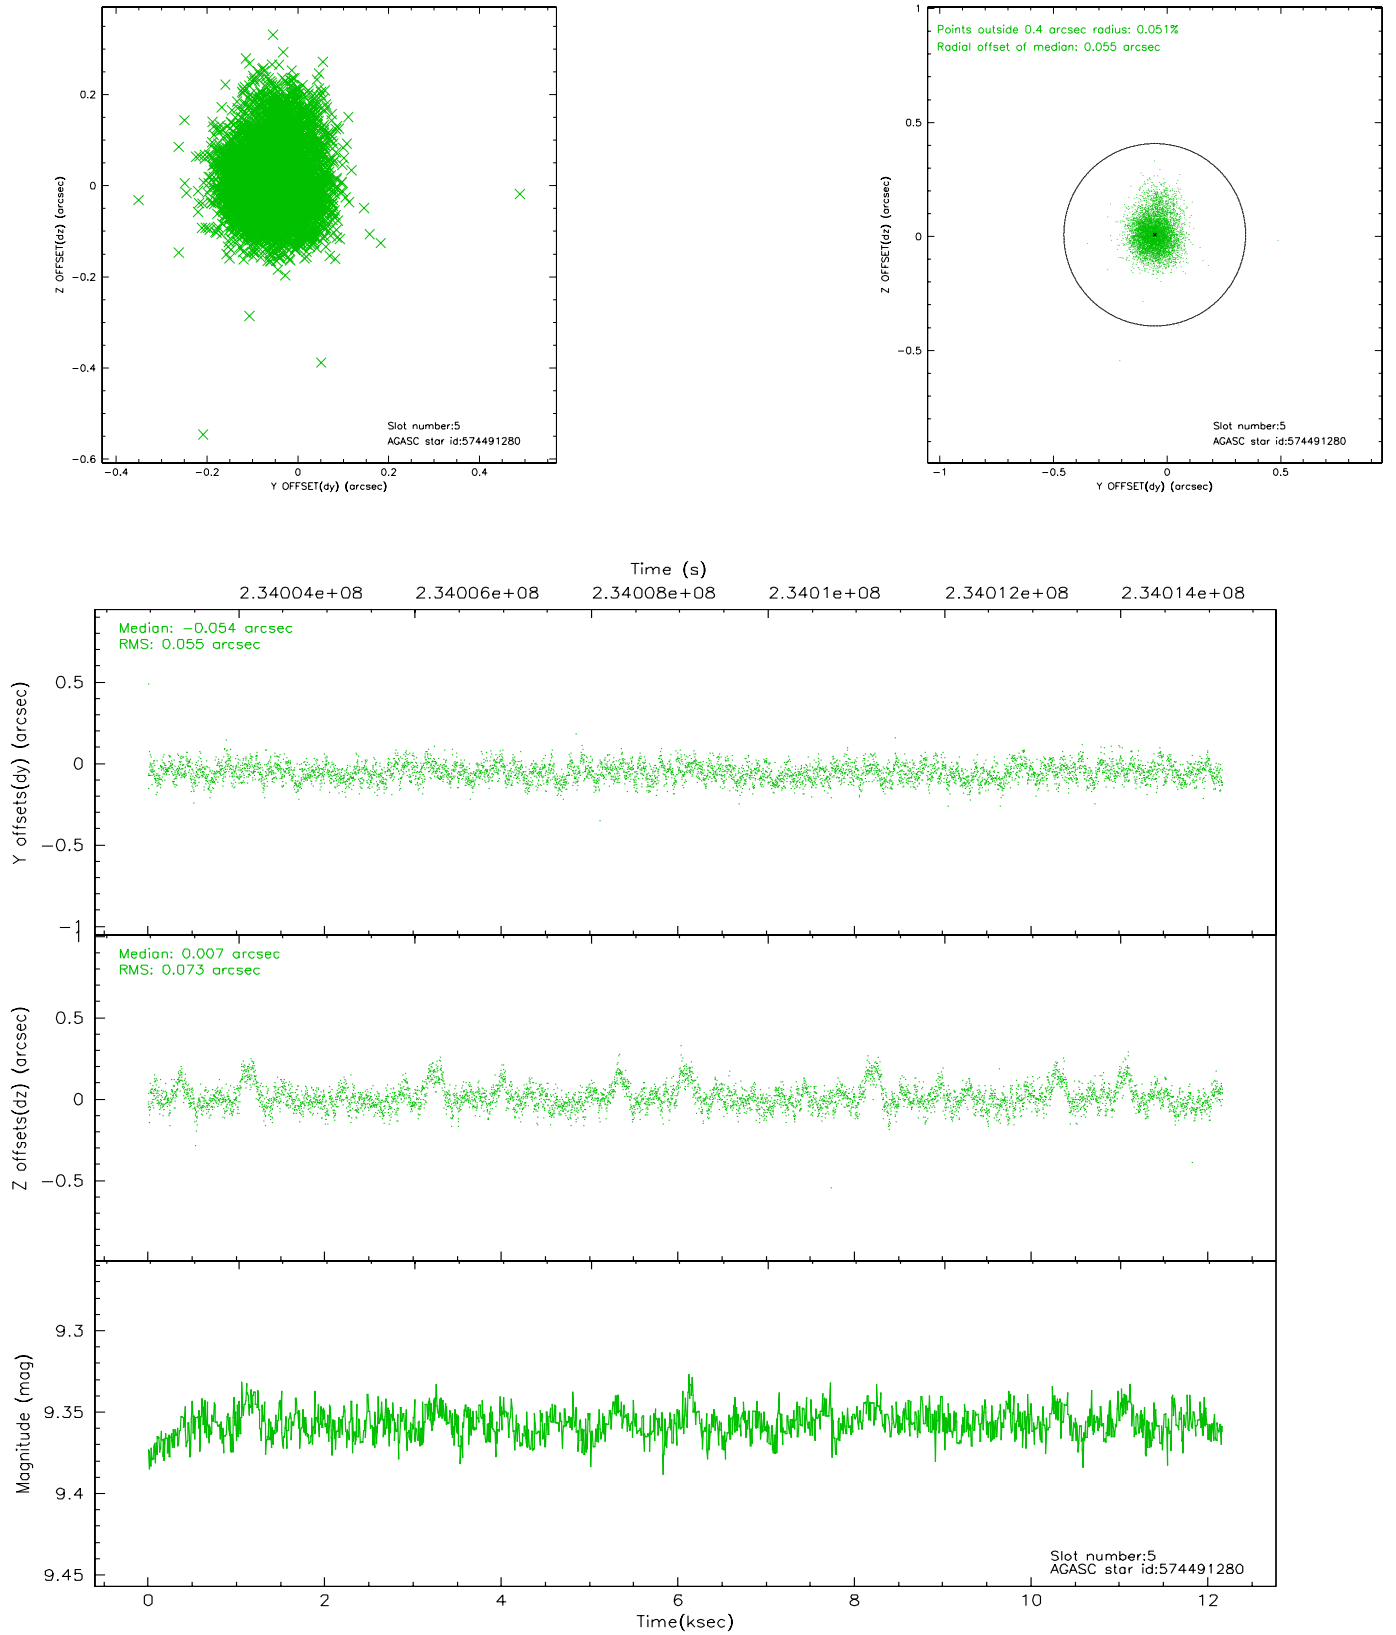 0.2
0
−0.2
−0.4
−0.6
Z OFFSET(dz) (arcsec)
Slot number:5
AGASC star id:574491280
−0.4 −0.2 0 0.2 0.4
Y OFFSET(dy) (arcsec)
1
0.5
0
−0.5
Z OFFSET(dz) (arcsec)
Points outside 0.4 arcsec radius: 0.051%
Radial offset of median: 0.055 arcsec
Slot number:5
AGASC star id:574491280
−1 −0.5 0 0.5
Y OFFSET(dy) (arcsec)
Time (s)
2.34004e+08 2.34006e+08 2.34008e+08 2.3401e+08 2.34012e+08 2.34014e+08
Median: −0.054 arcsec
RMS: 0.055 arcsec
0.5
0
−0.5
−1
Y offsets(dy) (arcsec)
1
Median: 0.007 arcsec
RMS: 0.073 arcsec
0.5
0
−0.5
Z offsets(dz) (arcsec)
9.3
9.35
9.4
9.45
Magnitude (mag)
Slot number:5
AGASC star id:574491280
0 2 4 6 8 10 12
Time(ksec)